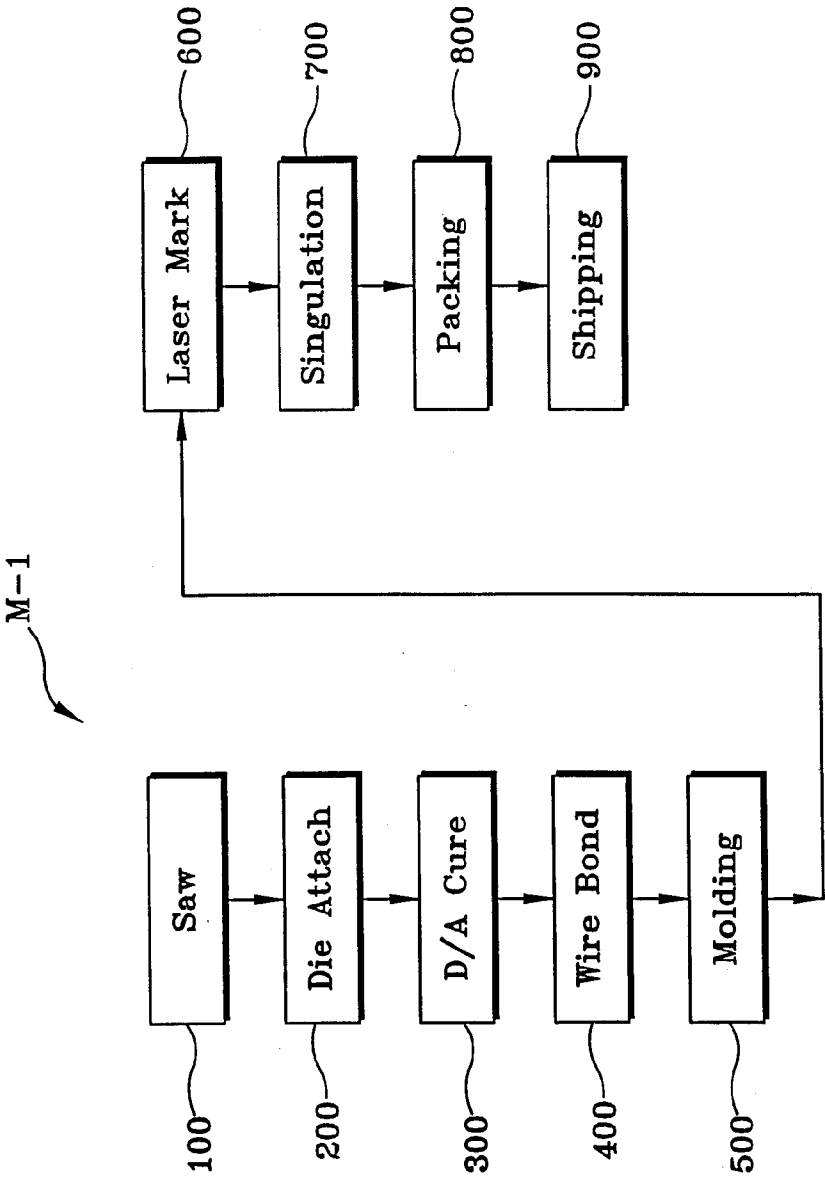 M-1
Saw
100
Die Attach
200
D/A Cure
300
Wire Bond
400
Molding
500
Laser Mark
600
Singulation
700
Packing
800
Shipping
900